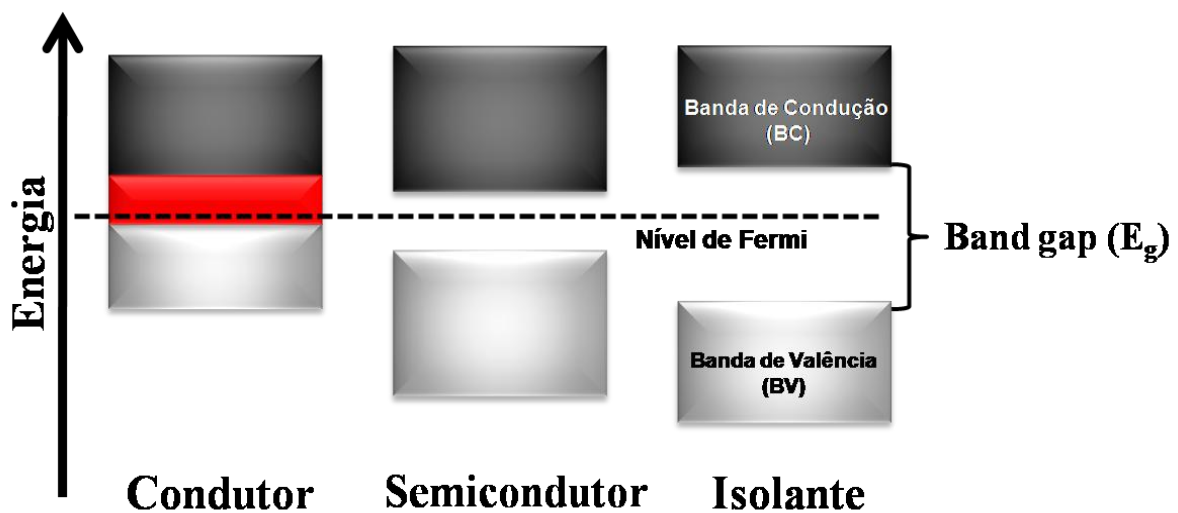 Energia
Banda de Condução
(BC)
Nível de Fermi
Band gap (Eg)
Banda de Valência
(BV)
Condutor
Semicondutor
Isolante